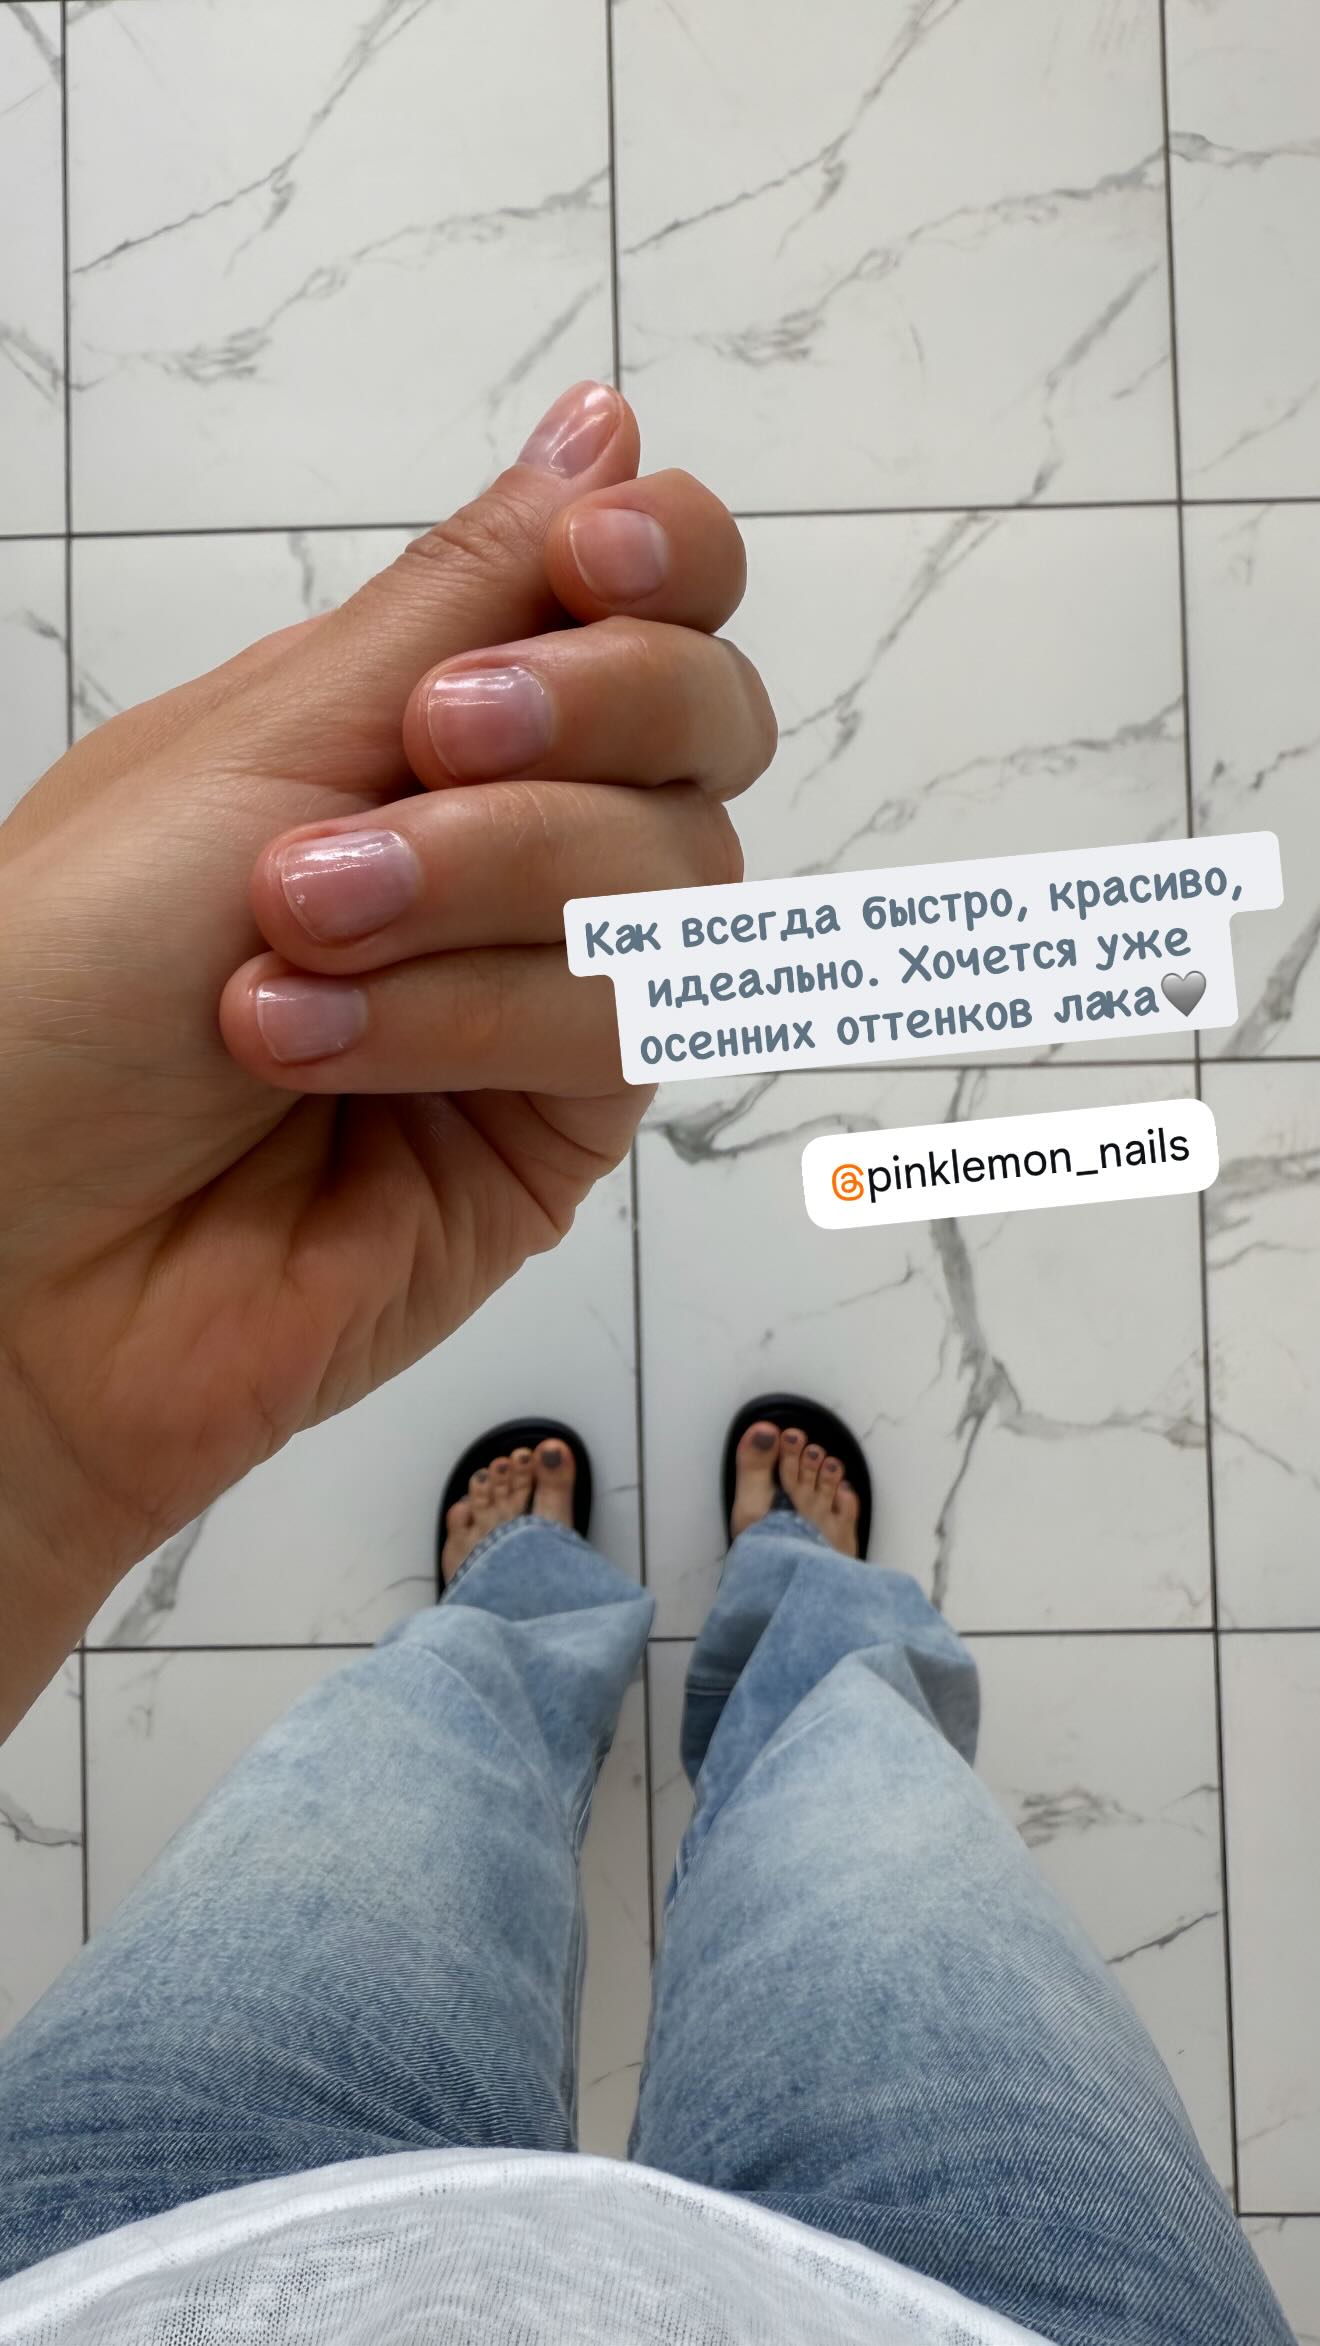 Как всегда быстро, красиво,
идеально. Хочется уже
осенних оттенков лака🩶
@pinklemon_nails